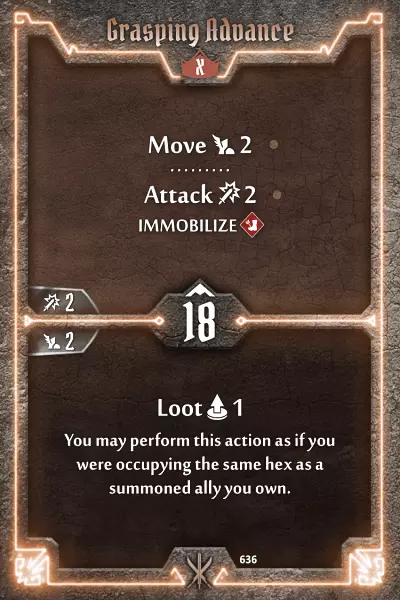 Grasping Advance
X
Move 2
Attack 2
IMMOBILIZE
2
18
2
Loot 1
You may perform this action as if you
were occupying the same hex as a
summoned ally you own.
636